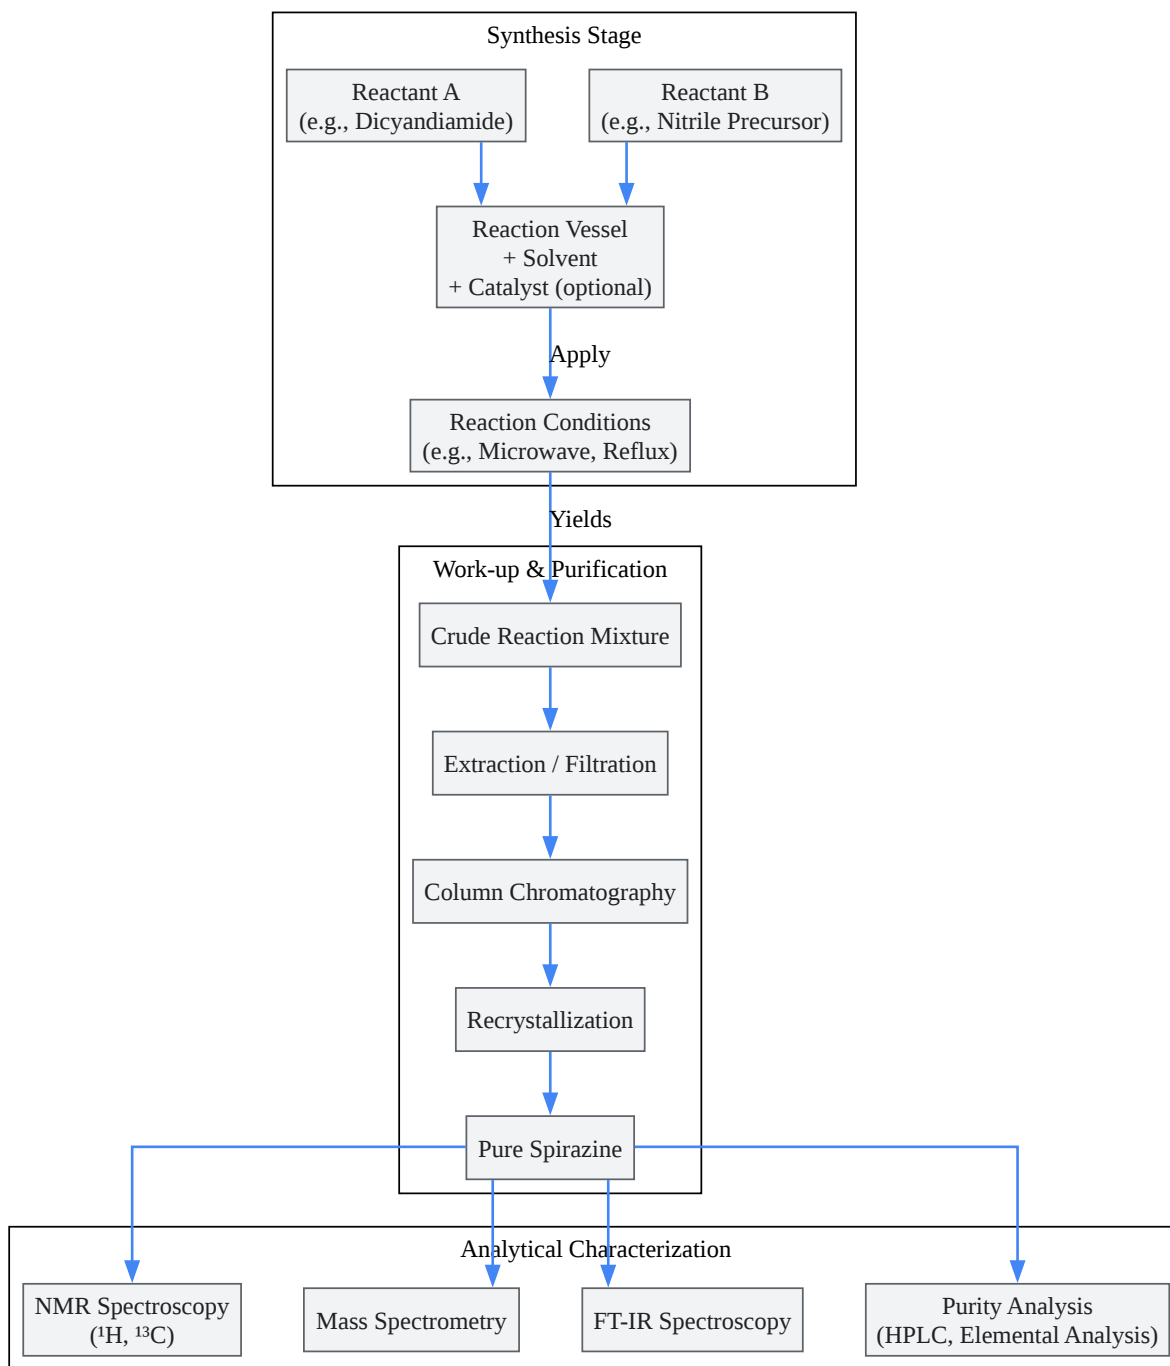 Synthesis Stage
Reactant A
(e.g., Dicyandiamide)
Reactant B
(e.g., Nitrile Precursor)
Reaction Vessel
+ Solvent
+ Catalyst (optional)
Apply
Reaction Conditions
(e.g., Microwave, Reflux)
Yields
Work-up & Purification
Crude Reaction Mixture
Extraction / Filtration
Column Chromatography
Recrystallization
Pure Spirazine
Analytical Characterization
NMR Spectroscopy
(¹H, ¹³C)
Mass Spectrometry
FT-IR Spectroscopy
Purity Analysis
(HPLC, Elemental Analysis)